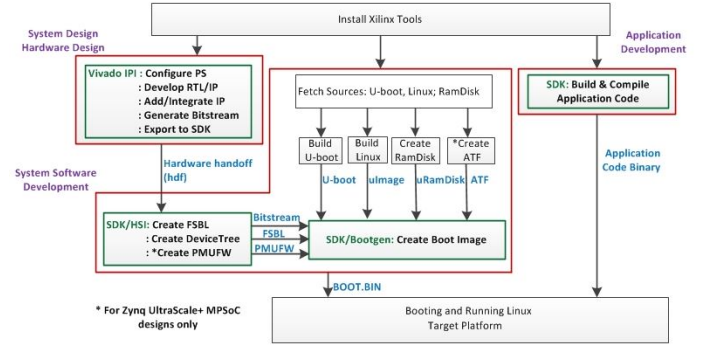 Install Xilinx Tools
System Design
Hardware Design
Application
Development
Vivado IPI : Configure PS
: Develop RTL/IP
: Add/Integrate IP
: Generate Bitstream
: Export to SDK
Fetch Sources: U-boot, Linux; RamDisk
SDK: Build & Compile
Application Code
Build
U-boot
Build
Linux
Create
RamDisk
*Create
ATF
Hardware handoff
(hdf)
System Software
Development
U-boot
uImage
uRamDisk
ATF
Application
Code Binary
SDK/HSI: Create FSBL
: Create DeviceTree
: *Create PMUFW
Bitstream
FSBL
PMUFW
SDK/Bootgen: Create Boot Image
BOOT.BIN
* For Zynq UltraScale+ MPSoC
designs only
Booting and Running Linux
Target Platform